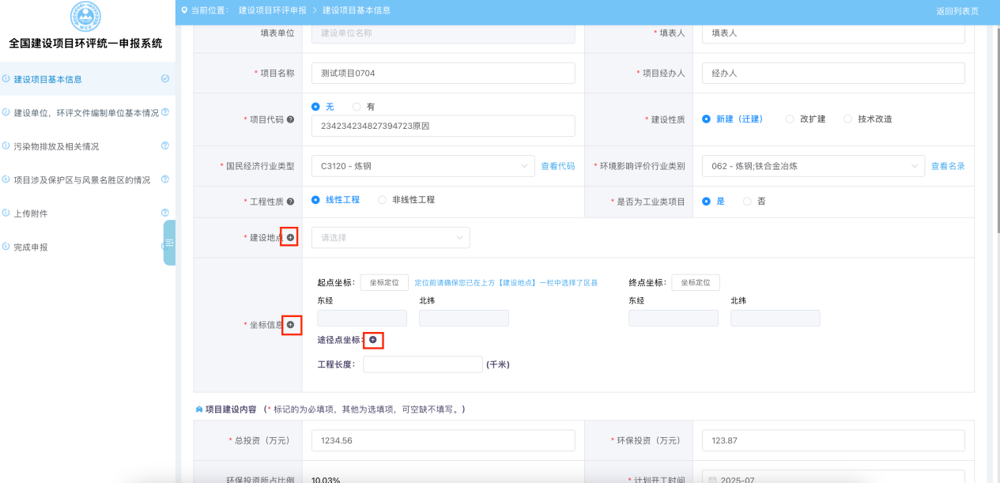 当前位置： 建设项目环评申报 > 建设项目基本信息
返回列表页
全国建设项目环评统一申报系统
建设项目基本信息
建设单位，环评文件编制单位基本情况
污染物排放及相关情况
项目涉及保护区与风景名胜区的情况
上传附件
完成申报
填表单位 建设单位名称 * 填表人 填表人
* 项目名称 测试项目0704 * 项目经办人 经办人
* 项目代码 无 有
234234234827394723原因
* 建设性质 新建（迁建） 改扩建 技术改造
* 国民经济行业类型 C3120 - 炼钢 查看代码 * 环境影响评价行业类别 062 - 炼钢;铁合金冶炼 查看名录
* 工程性质 线性工程 非线性工程 * 是否为工业类项目 是 否
* 建设地点 请选择
* 坐标信息
起点坐标： 坐标定位 定位前请确保您已在上方【建设地点】一栏中选择了区县 终点坐标： 坐标定位
东经 北纬 东经 北纬
途径点坐标：
工程长度： (千米)
项目建设内容 （* 标记的为必填项，其他为选填项，可空缺不填写。）
* 总投资（万元） 1234.56 * 环保投资（万元） 123.87
环保投资所占比例 10.03% * 计划开工时间 2025-07